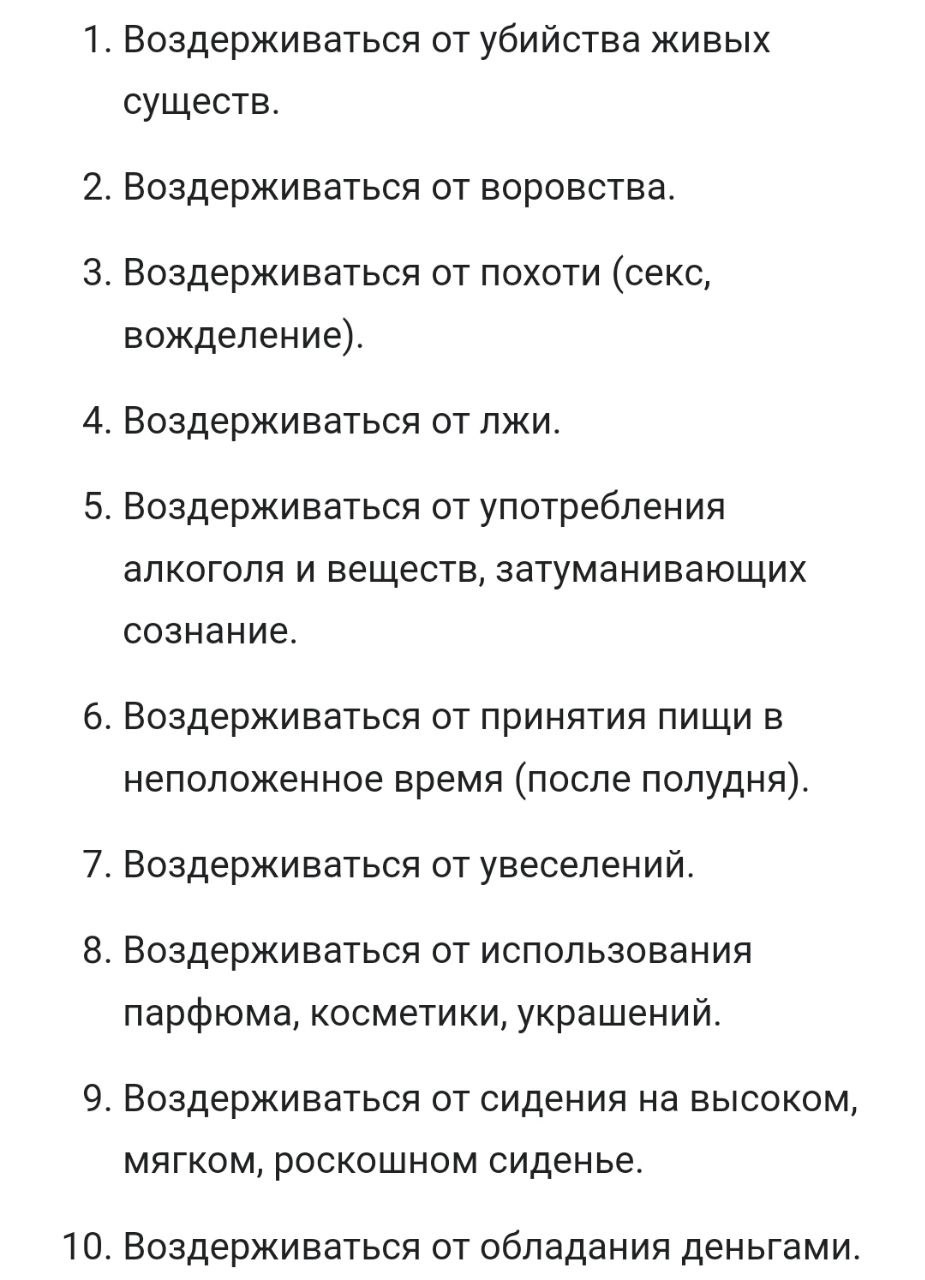 1. Воздерживаться от убийства живых
существ.
2. Воздерживаться от воровства.
3. Воздерживаться от похоти (секс,
вожделение).
4. Воздерживаться от лжи.
5. Воздерживаться от употребления
алкоголя и веществ, затуманивающих
сознание.
6. Воздерживаться от принятия пищи в
неположенное время (после полудня).
7. Воздерживаться от увеселений.
8. Воздерживаться от использования
парфюма, косметики, украшений.
9. Воздерживаться от сидения на высоком,
мягком, роскошном сиденье.
10. Воздерживаться от обладания деньгами.